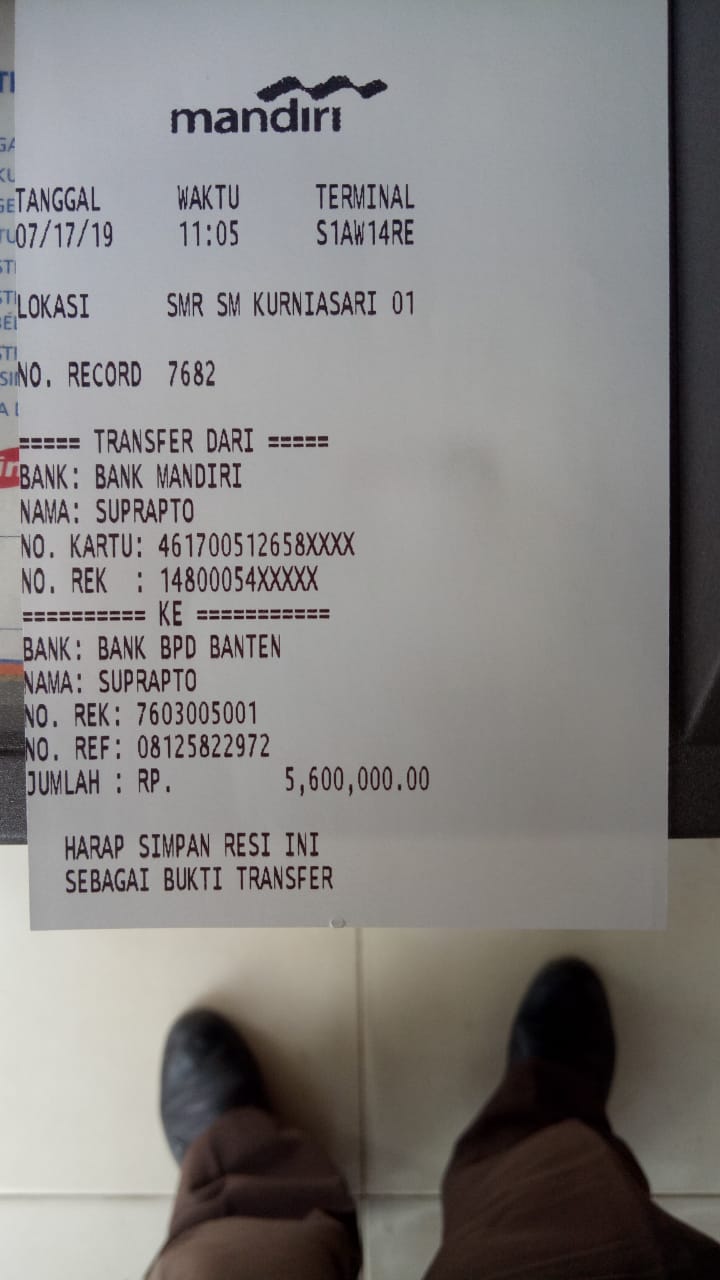 mandiri
TANGGAL WAKTU TERMINAL
07/17/19 11:05 S1AW14RE
LOKASI SMR SM KURNIASARI 01
NO. RECORD 7682
===== TRANSFER DARI =====
BANK: BANK MANDIRI
NAMA: SUPRAPTO
NO. KARTU: 461700512658XXXX
NO. REK : 14800054XXXXX
========== KE ===========
BANK: BANK BPD BANTEN
NAMA: SUPRAPTO
NO. REK: 7603005001
NO. REF: 08125822972
JUMLAH : RP. 5,600,000.00
HARAP SIMPAN RESI INI
SEBAGAI BUKTI TRANSFER